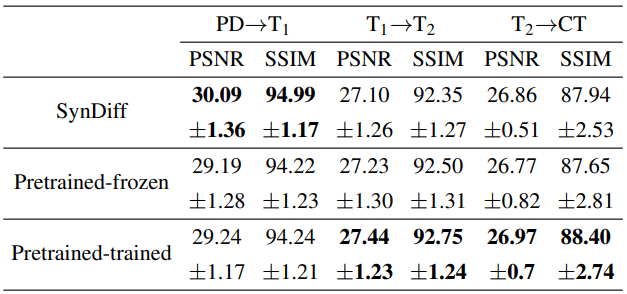 PD→T1 T1→T2 T2→CT
PSNR SSIM PSNR SSIM PSNR SSIM
SynDiff
30.09 94.99 27.10 92.35 26.86 87.94
±1.36 ±1.17 ±1.26 ±1.27 ±0.51 ±2.53
Pretrained-frozen
29.19 94.22 27.23 92.50 26.77 87.65
±1.28 ±1.23 ±1.30 ±1.31 ±0.82 ±2.81
Pretrained-trained
29.24 94.24 27.44 92.75 26.97 88.40
±1.17 ±1.21 ±1.23 ±1.24 ±0.7 ±2.74